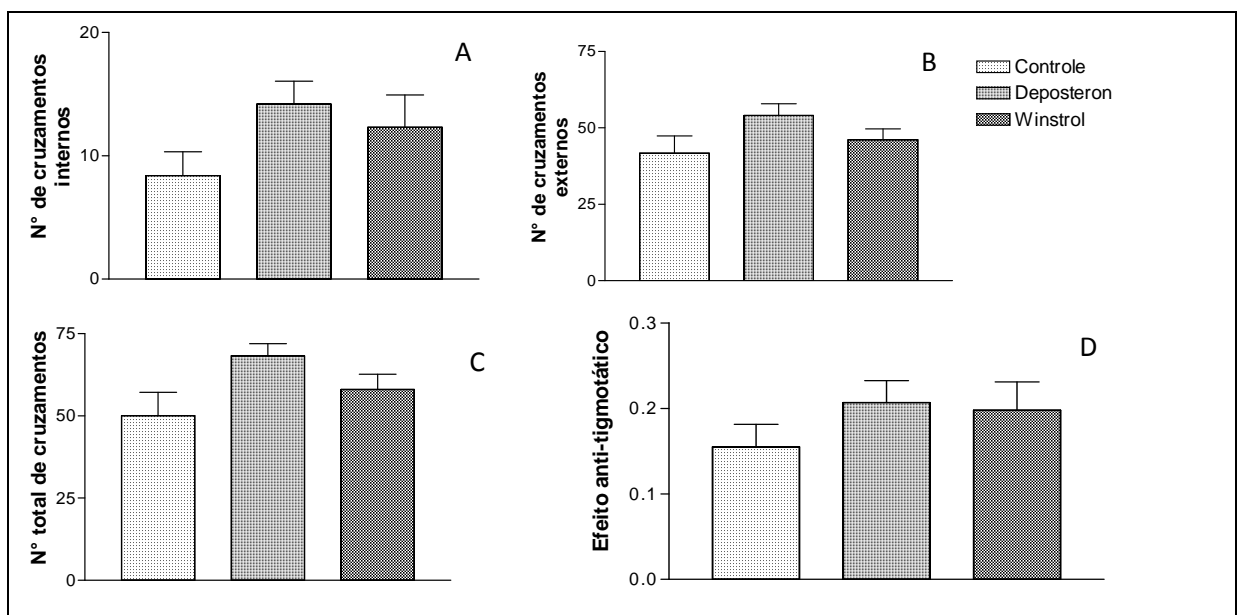 20
10
0
N° de cruzamentos
internos
A
75
50
25
0
N° de cruzamentos
externos
B
Controle
Deposteron
Winstrol
75
50
25
0
N° total de cruzamentos
C
0.3
0.2
0.1
0.0
Efeito anti-tigmotático
D